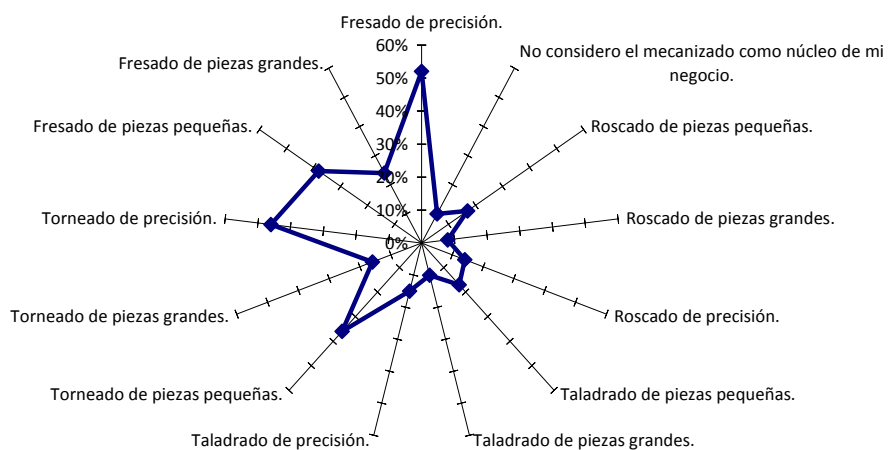 Fresado de precisión.
No considero el mecanizado como núcleo de mi
negocio.
Roscado de piezas pequeñas.
Roscado de piezas grandes.
Roscado de precisión.
Taladrado de piezas pequeñas.
Taladrado de piezas grandes.
Taladrado de precisión.
Torneado de piezas pequeñas.
Torneado de piezas grandes.
Torneado de precisión.
Fresado de piezas pequeñas.
Fresado de piezas grandes.
60%
50%
40%
30%
20%
10%
0%